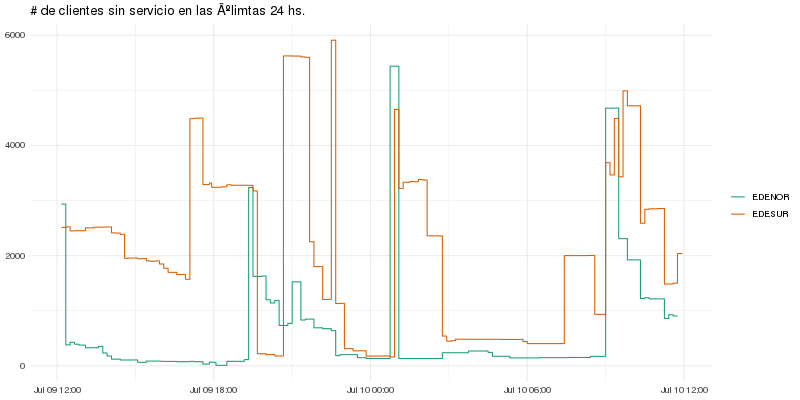 # de clientes sin servicio en las Ãºlimtas 24 hs.
6000
4000
2000
0
Jul 09 12:00
Jul 09 18:00
Jul 10 00:00
Jul 10 06:00
Jul 10 12:00
EDENOR
EDESUR